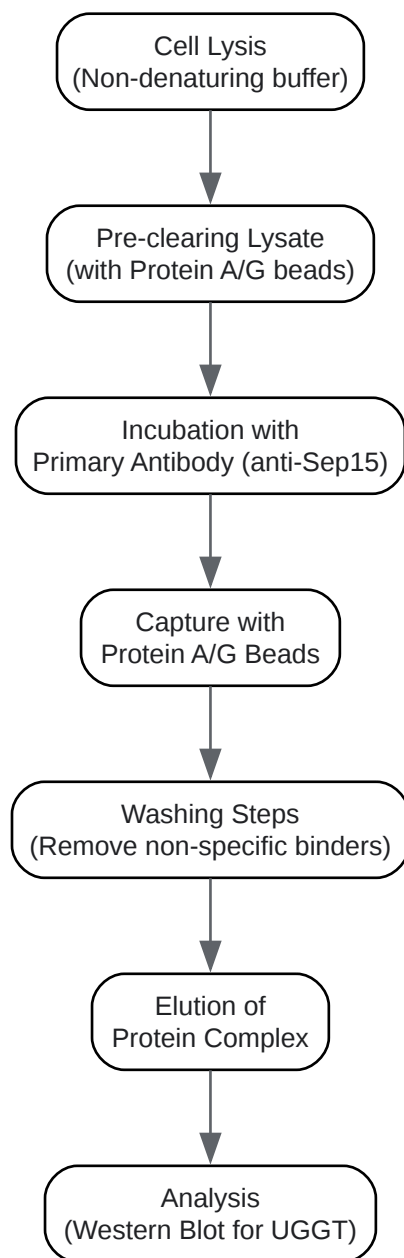 Cell Lysis
(Non-denaturing buffer)
Pre-clearing Lysate
(with Protein A/G beads)
Incubation with
Primary Antibody (anti-Sep15)
Capture with
Protein A/G Beads
Washing Steps
(Remove non-specific binders)
Elution of
Protein Complex
Analysis
(Western Blot for UGGT)